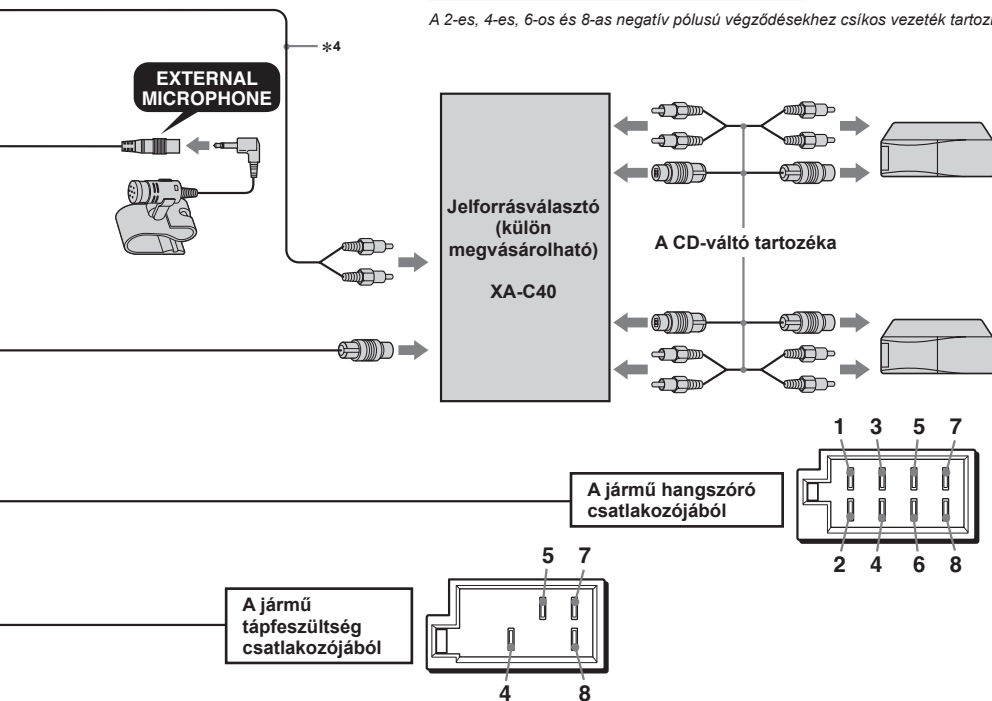 A 2-es, 4-es, 6-os és 8-as negatív pólusú végződésekhez csíkos vezeték
*4
EXTERNAL
MICROPHONE
Jelforrásválasztó
(külön
megvásárolható)
XA-C40
A CD-váltó tartozéka
1 3 5 7
A jármű hangszóró
csatlakozójából
2 4 6 8
5 7
A jármű
tápfeszültség
csatlakozójából
4 8